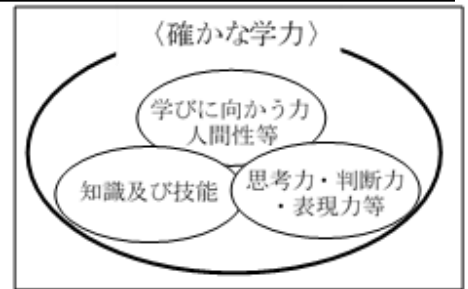 〈確かな学力〉
学びに向かう力
人間性等
知識及び技能
思考力・判断力
・表現力等